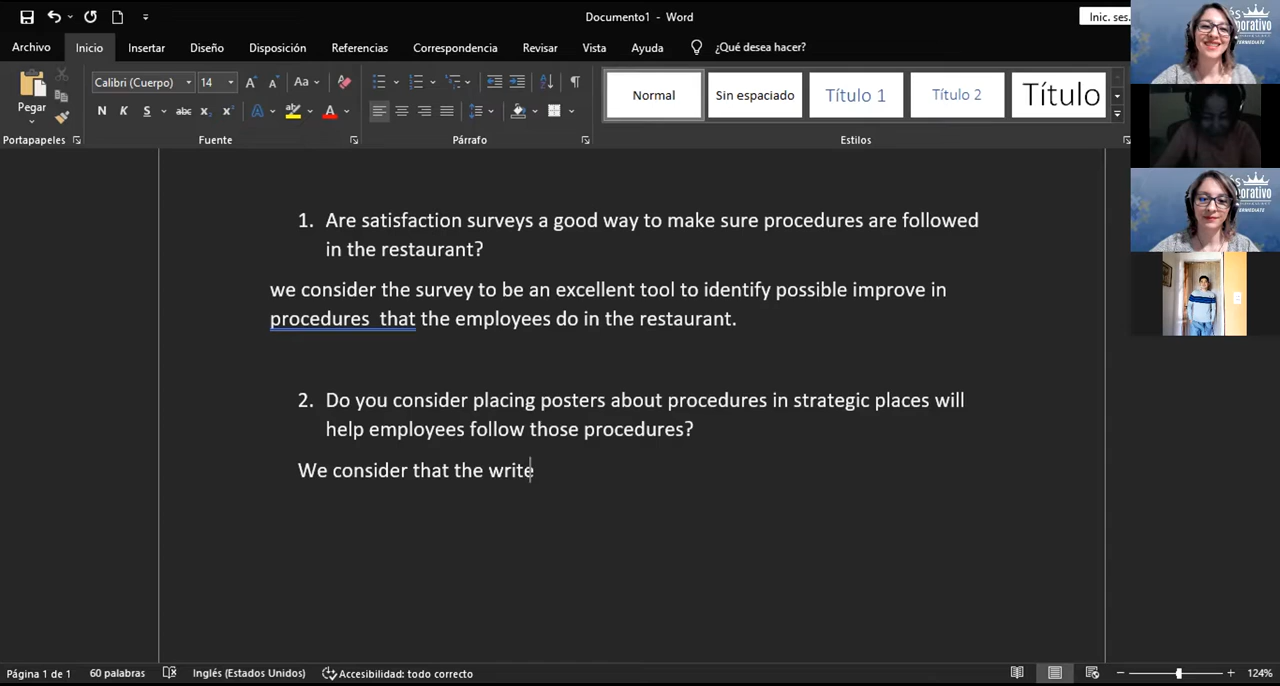 Documento1 - Word
Inic. ses.
Archivo
Inicio
Insertar
Diseño
Disposición
Referencias
Correspondencia
Revisar
Vista
Ayuda
¿Qué desea hacer?
Pegar
Calibri (Cuerpo)
14
Normal
Sin espaciado
Título 1
Título 2
Título
Portapapeles
Fuente
Párrafo
Estilos
1. Are satisfaction surveys a good way to make sure procedures are followed
in the restaurant?
we consider the survey to be an excellent tool to identify possible improve in
procedures  that the employees do in the restaurant.
2. Do you consider placing posters about procedures in strategic places will
help employees follow those procedures?
We consider that the write
Página 1 de 1
60 palabras
Inglés (Estados Unidos)
Accesibilidad: todo correcto
124%